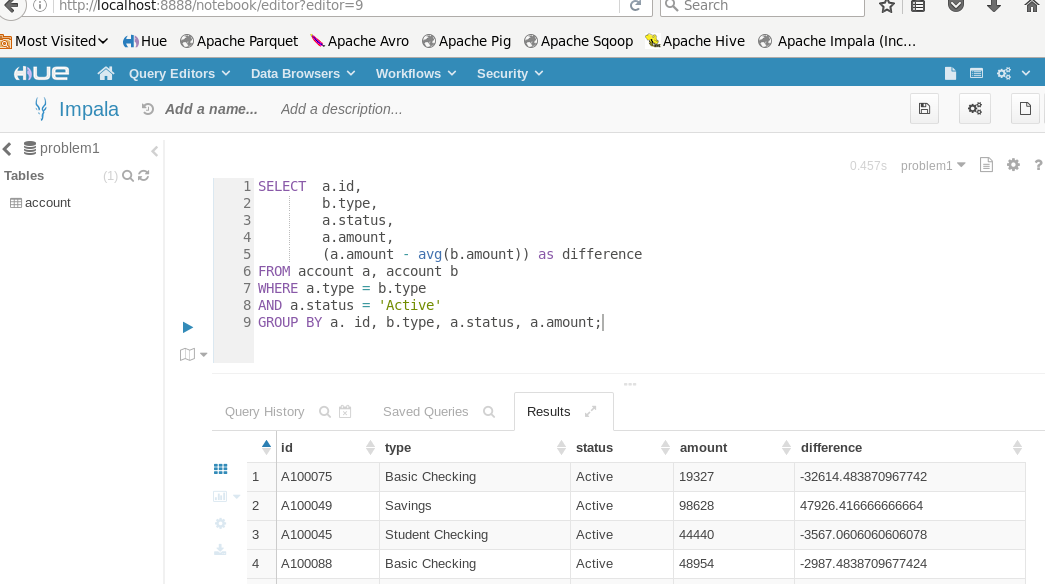 http://localhost:8888/notebook/editor?editor=9 Search
Most Visited Hue Apache Parquet Apache Avro Apache Pig Apache Sqoop Apache Hive Apache Impala (Inc...
HUE Query Editors Data Browsers Workflows Security
Impala Add a name... Add a description...
problem1
0.457s problem1 ?
Tables (1)
account
1 SELECT a.id,
2 b.type,
3 a.status,
4 a.amount,
5 (a.amount - avg(b.amount)) as difference
6 FROM account a, account b
7 WHERE a.type = b.type
8 AND a.status = 'Active'
9 GROUP BY a. id, b.type, a.status, a.amount;
Query History Saved Queries Results
id type status amount difference
1 A100075 Basic Checking Active 19327 -32614.483870967742
2 A100049 Savings Active 98628 47926.416666666664
3 A100045 Student Checking Active 44440 -3567.0606060606078
4 A100088 Basic Checking Active 48954 -2987.4838709677424